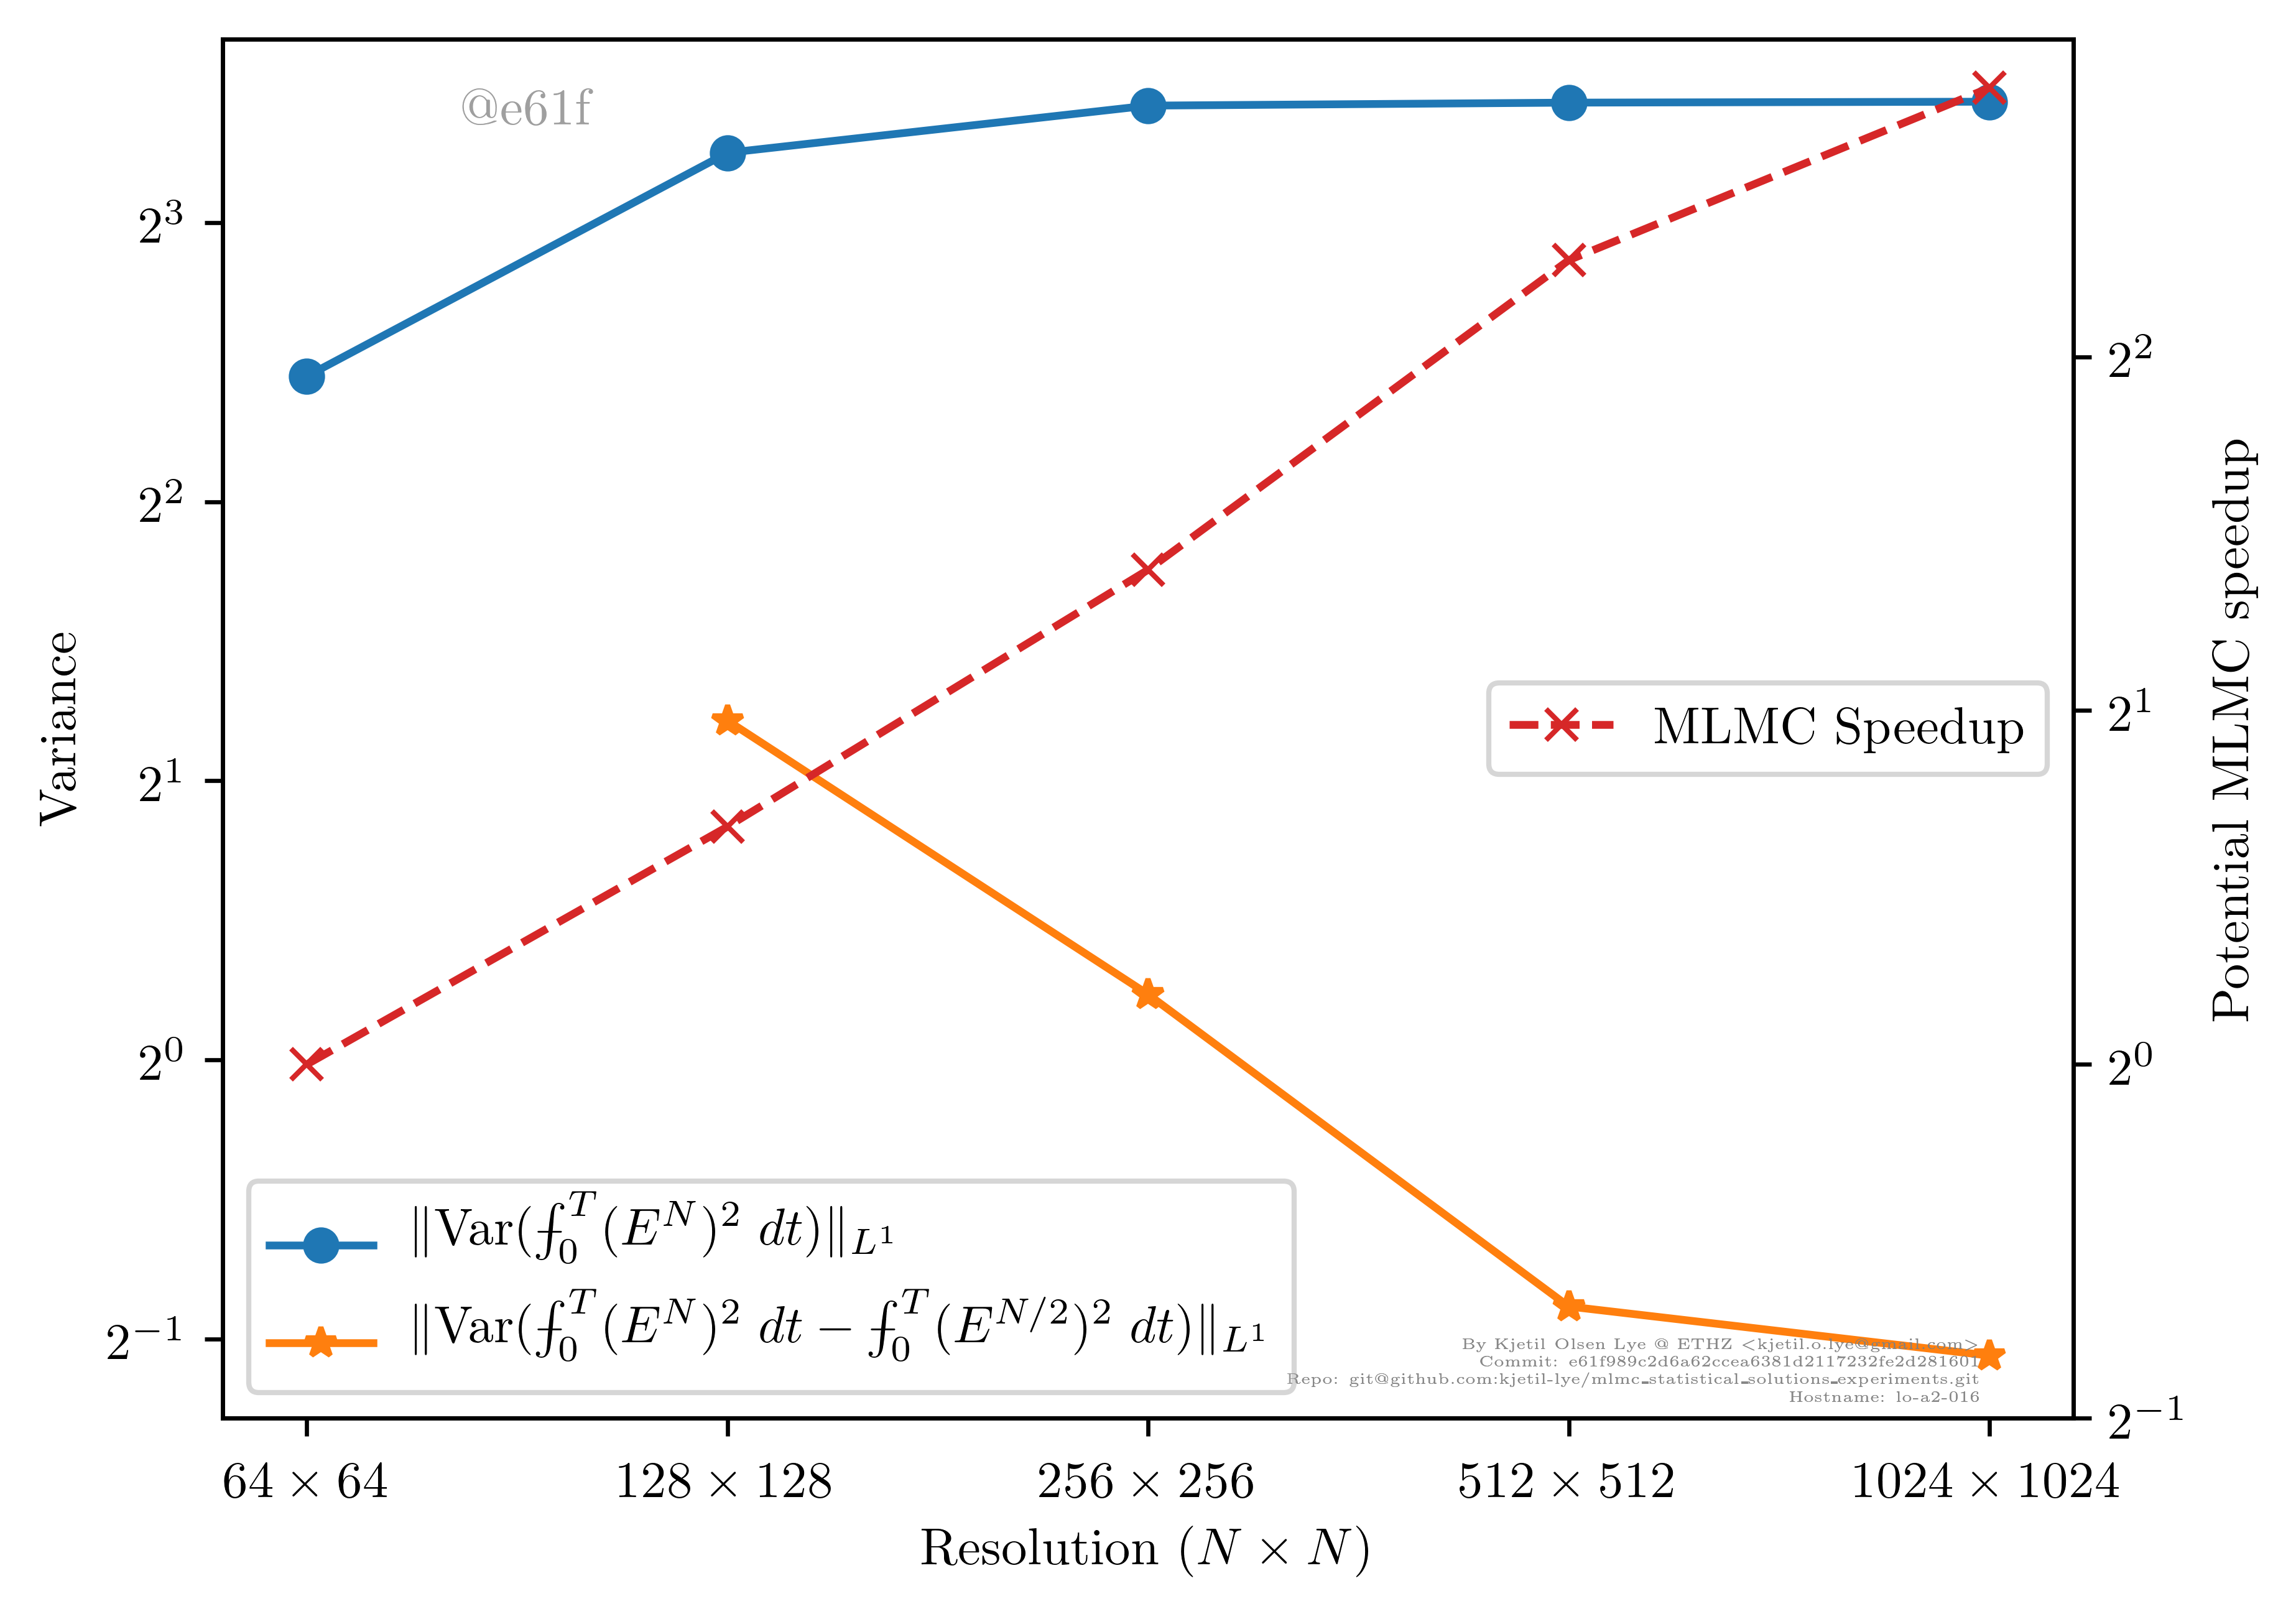 @e61f
2^3
2^2
2^1
2^0
2^{-1}
Variance
2^2
2^1
2^0
2^{-1}
Potential MLMC speedup
MLMC Speedup
‖Var(⨍_0^T (E^N)^2 dt)‖_{L^1}
‖Var(⨍_0^T (E^N)^2 dt − ⨍_0^T (E^{N/2})^2 dt)‖_{L^1}
By Kjetil Olsen Lye @ ETHZ <kjetil.o.lye@gmail.com>
Commit: e61f989c2d6a62ccea6381d2117232fe2d281601
Repo: git@github.com:kjetil-lye/mlmc_statistical_solutions_experiments.git
Hostname: lo-a2-016
64 × 64 128 × 128 256 × 256 512 × 512 1024 × 1024
Resolution (N × N)